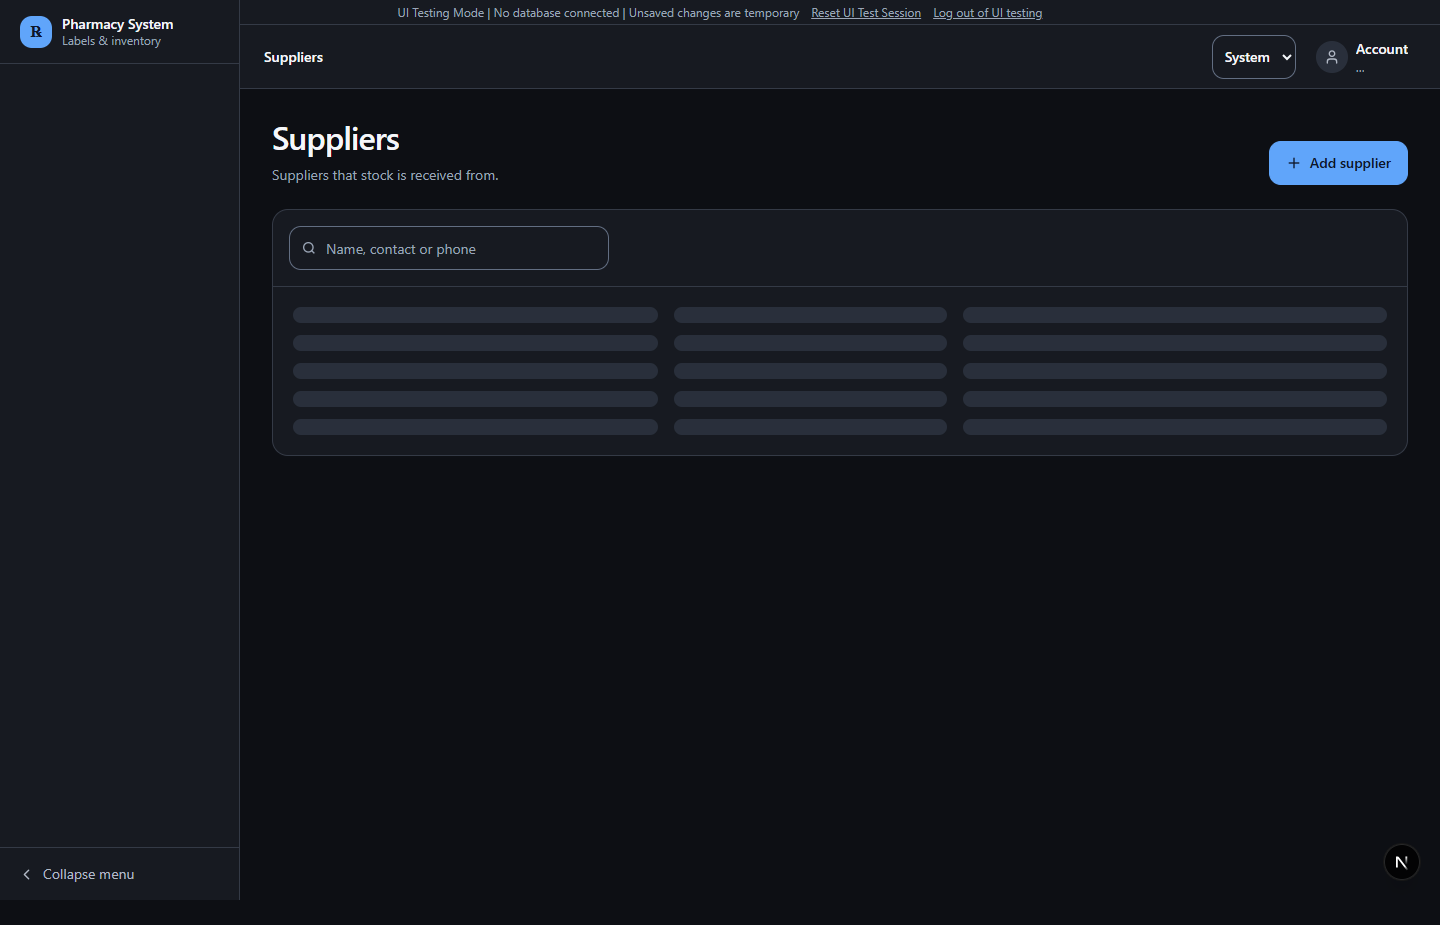 ℞
Pharmacy System
Labels & inventory
UI Testing Mode | No database connected | Unsaved changes are temporary Reset UI Test Session Log out of UI testing
Suppliers
System
Account
...
Suppliers
Suppliers that stock is received from.
Add supplier
Name, contact or phone
Collapse menu
N